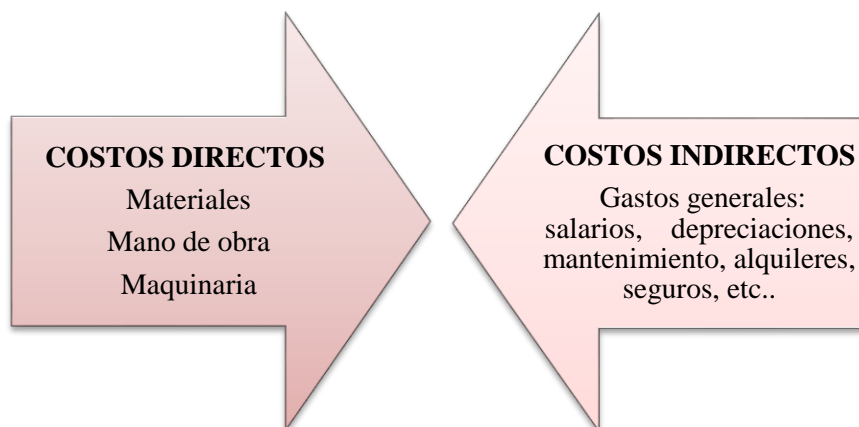 COSTOS DIRECTOS
Materiales
Mano de obra
Maquinaria
COSTOS INDIRECTOS
Gastos generales:
salarios, depreciaciones,
mantenimiento, alquileres,
seguros, etc..